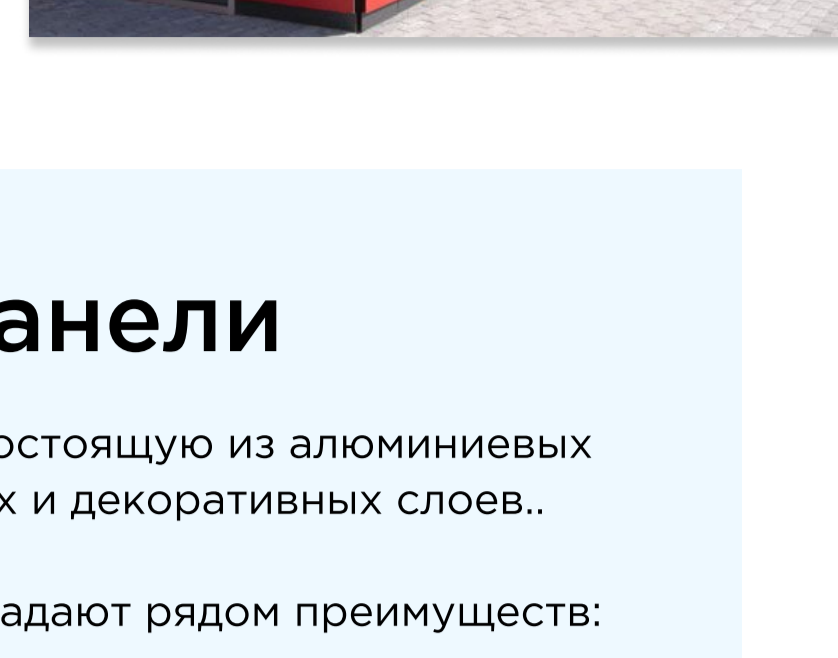 анели
остоящую из алюминиевых
х и декоративных слоев..
адают рядом преимуществ: